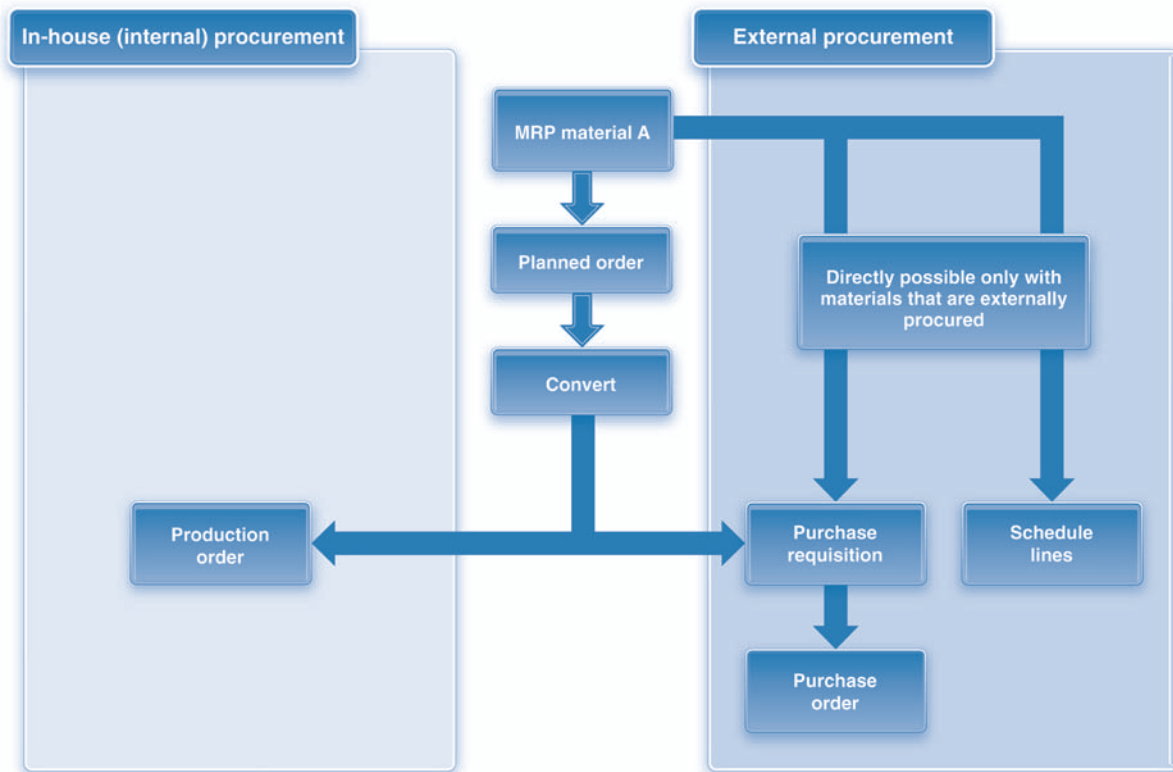 In-house (internal) procurement
External procurement
MRP material A
Planned order
Directly possible only with
materials that are externally
procured
Convert
Production
order
Purchase
requisition
Schedule
lines
Purchase
order